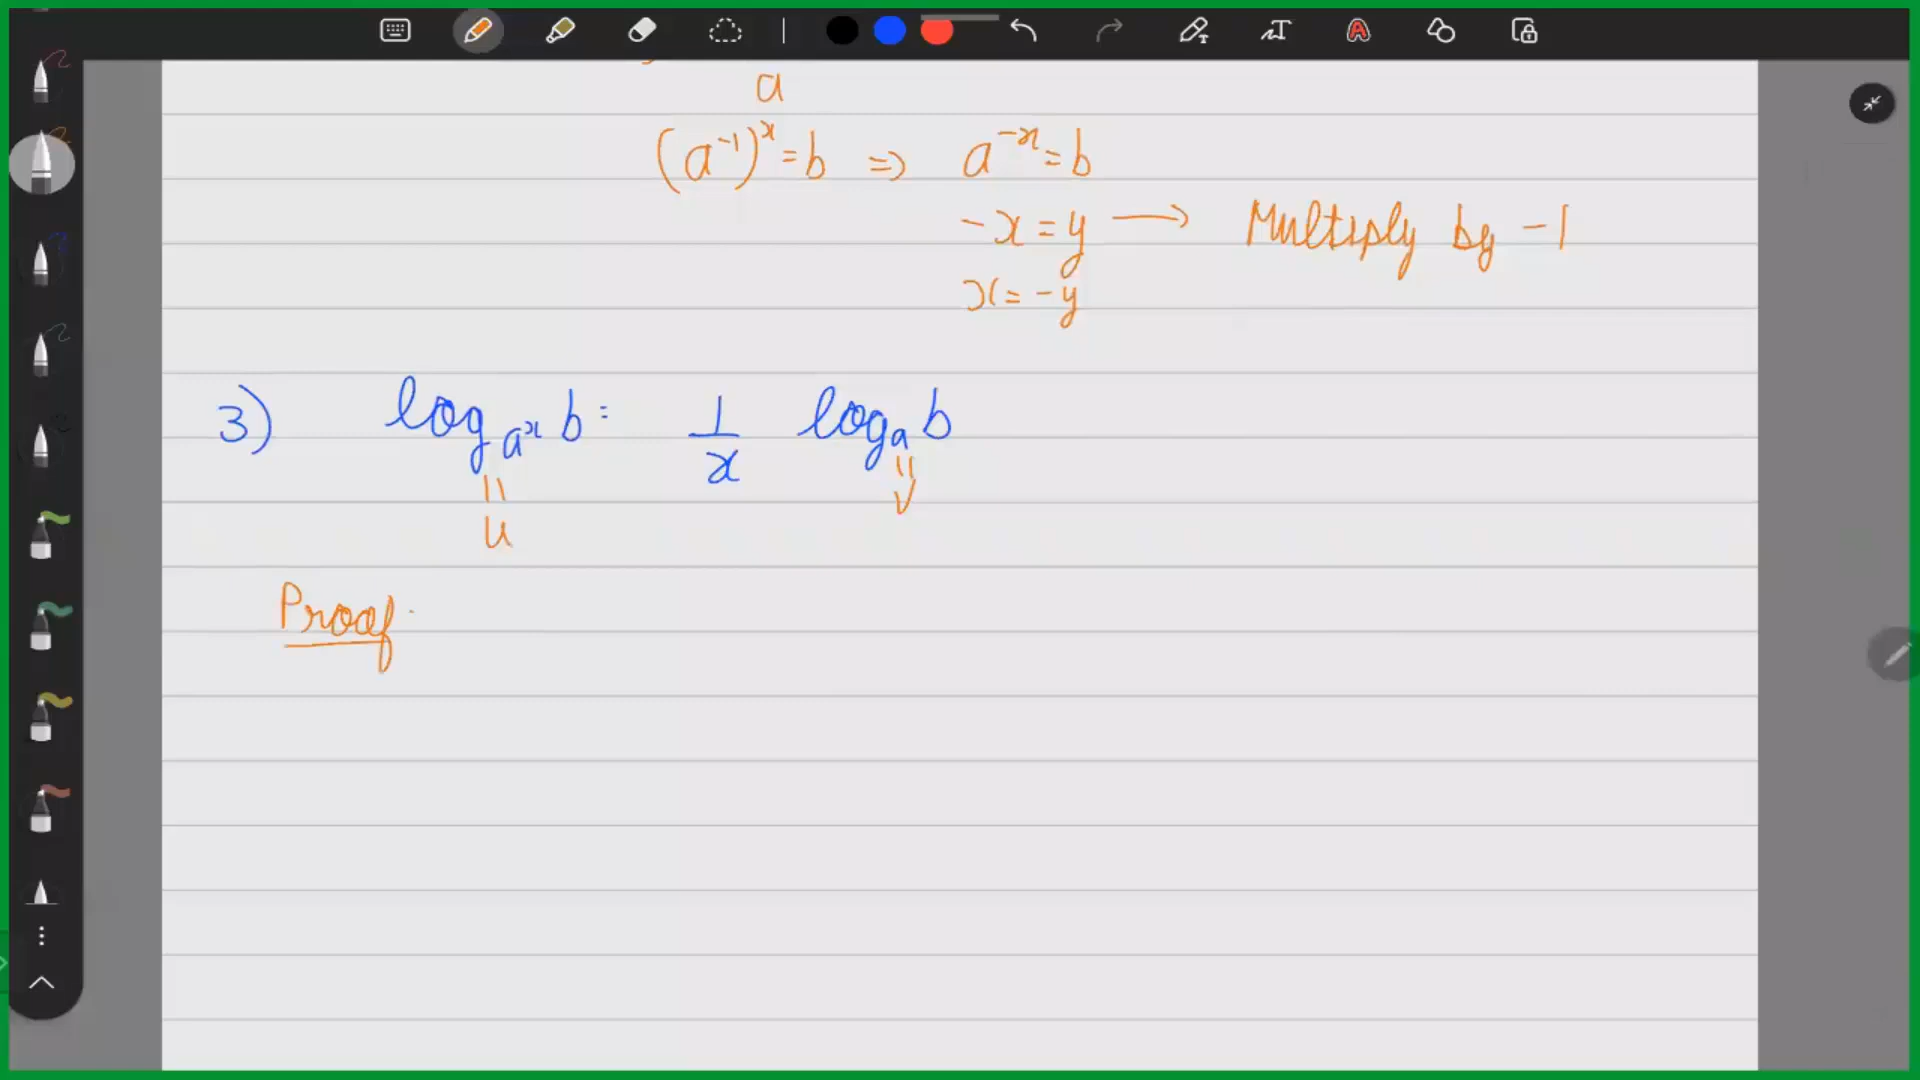 a
(a⁻¹)ˣ = b ⇒ a⁻ˣ = b
-x = y → Multiply by -1
x = -y
3) log_{aˣ} b = 1/x log_a b
|| ||
u v
Proof